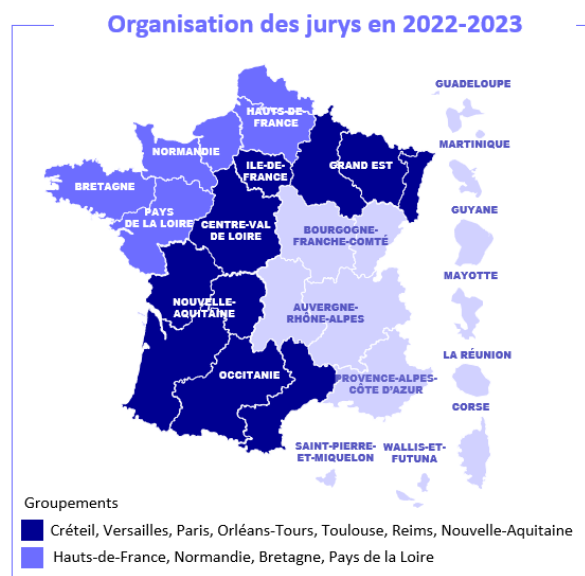 Organisation des jurys en 2022-2023
GUADELOUPE
HAUTS-DE-
FRANCE
MARTINIQUE
NORMANDIE
ILE-DE-
FRANCE
GRAND EST
BRETAGNE
PAYS
DE LA LOIRE
GUYANE
CENTRE-VAL
DE LOIRE
BOURGOGNE-
FRANCHE-COMTÉ
MAYOTTE
NOUVELLE-
AQUITAINE
AUVERGNE-
RHÔNE-ALPES
LA RÉUNION
OCCITANIE
PROVENCE-ALPES-
CÔTE D'AZUR
CORSE
SAINT-PIERRE-
ET-MIQUELON
WALLIS-ET-
FUTUNA
Groupements
Créteil, Versailles, Paris, Orléans-Tours, Toulouse, Reims, Nouvelle-Aquitaine
Hauts-de-France, Normandie, Bretagne, Pays de la Loire